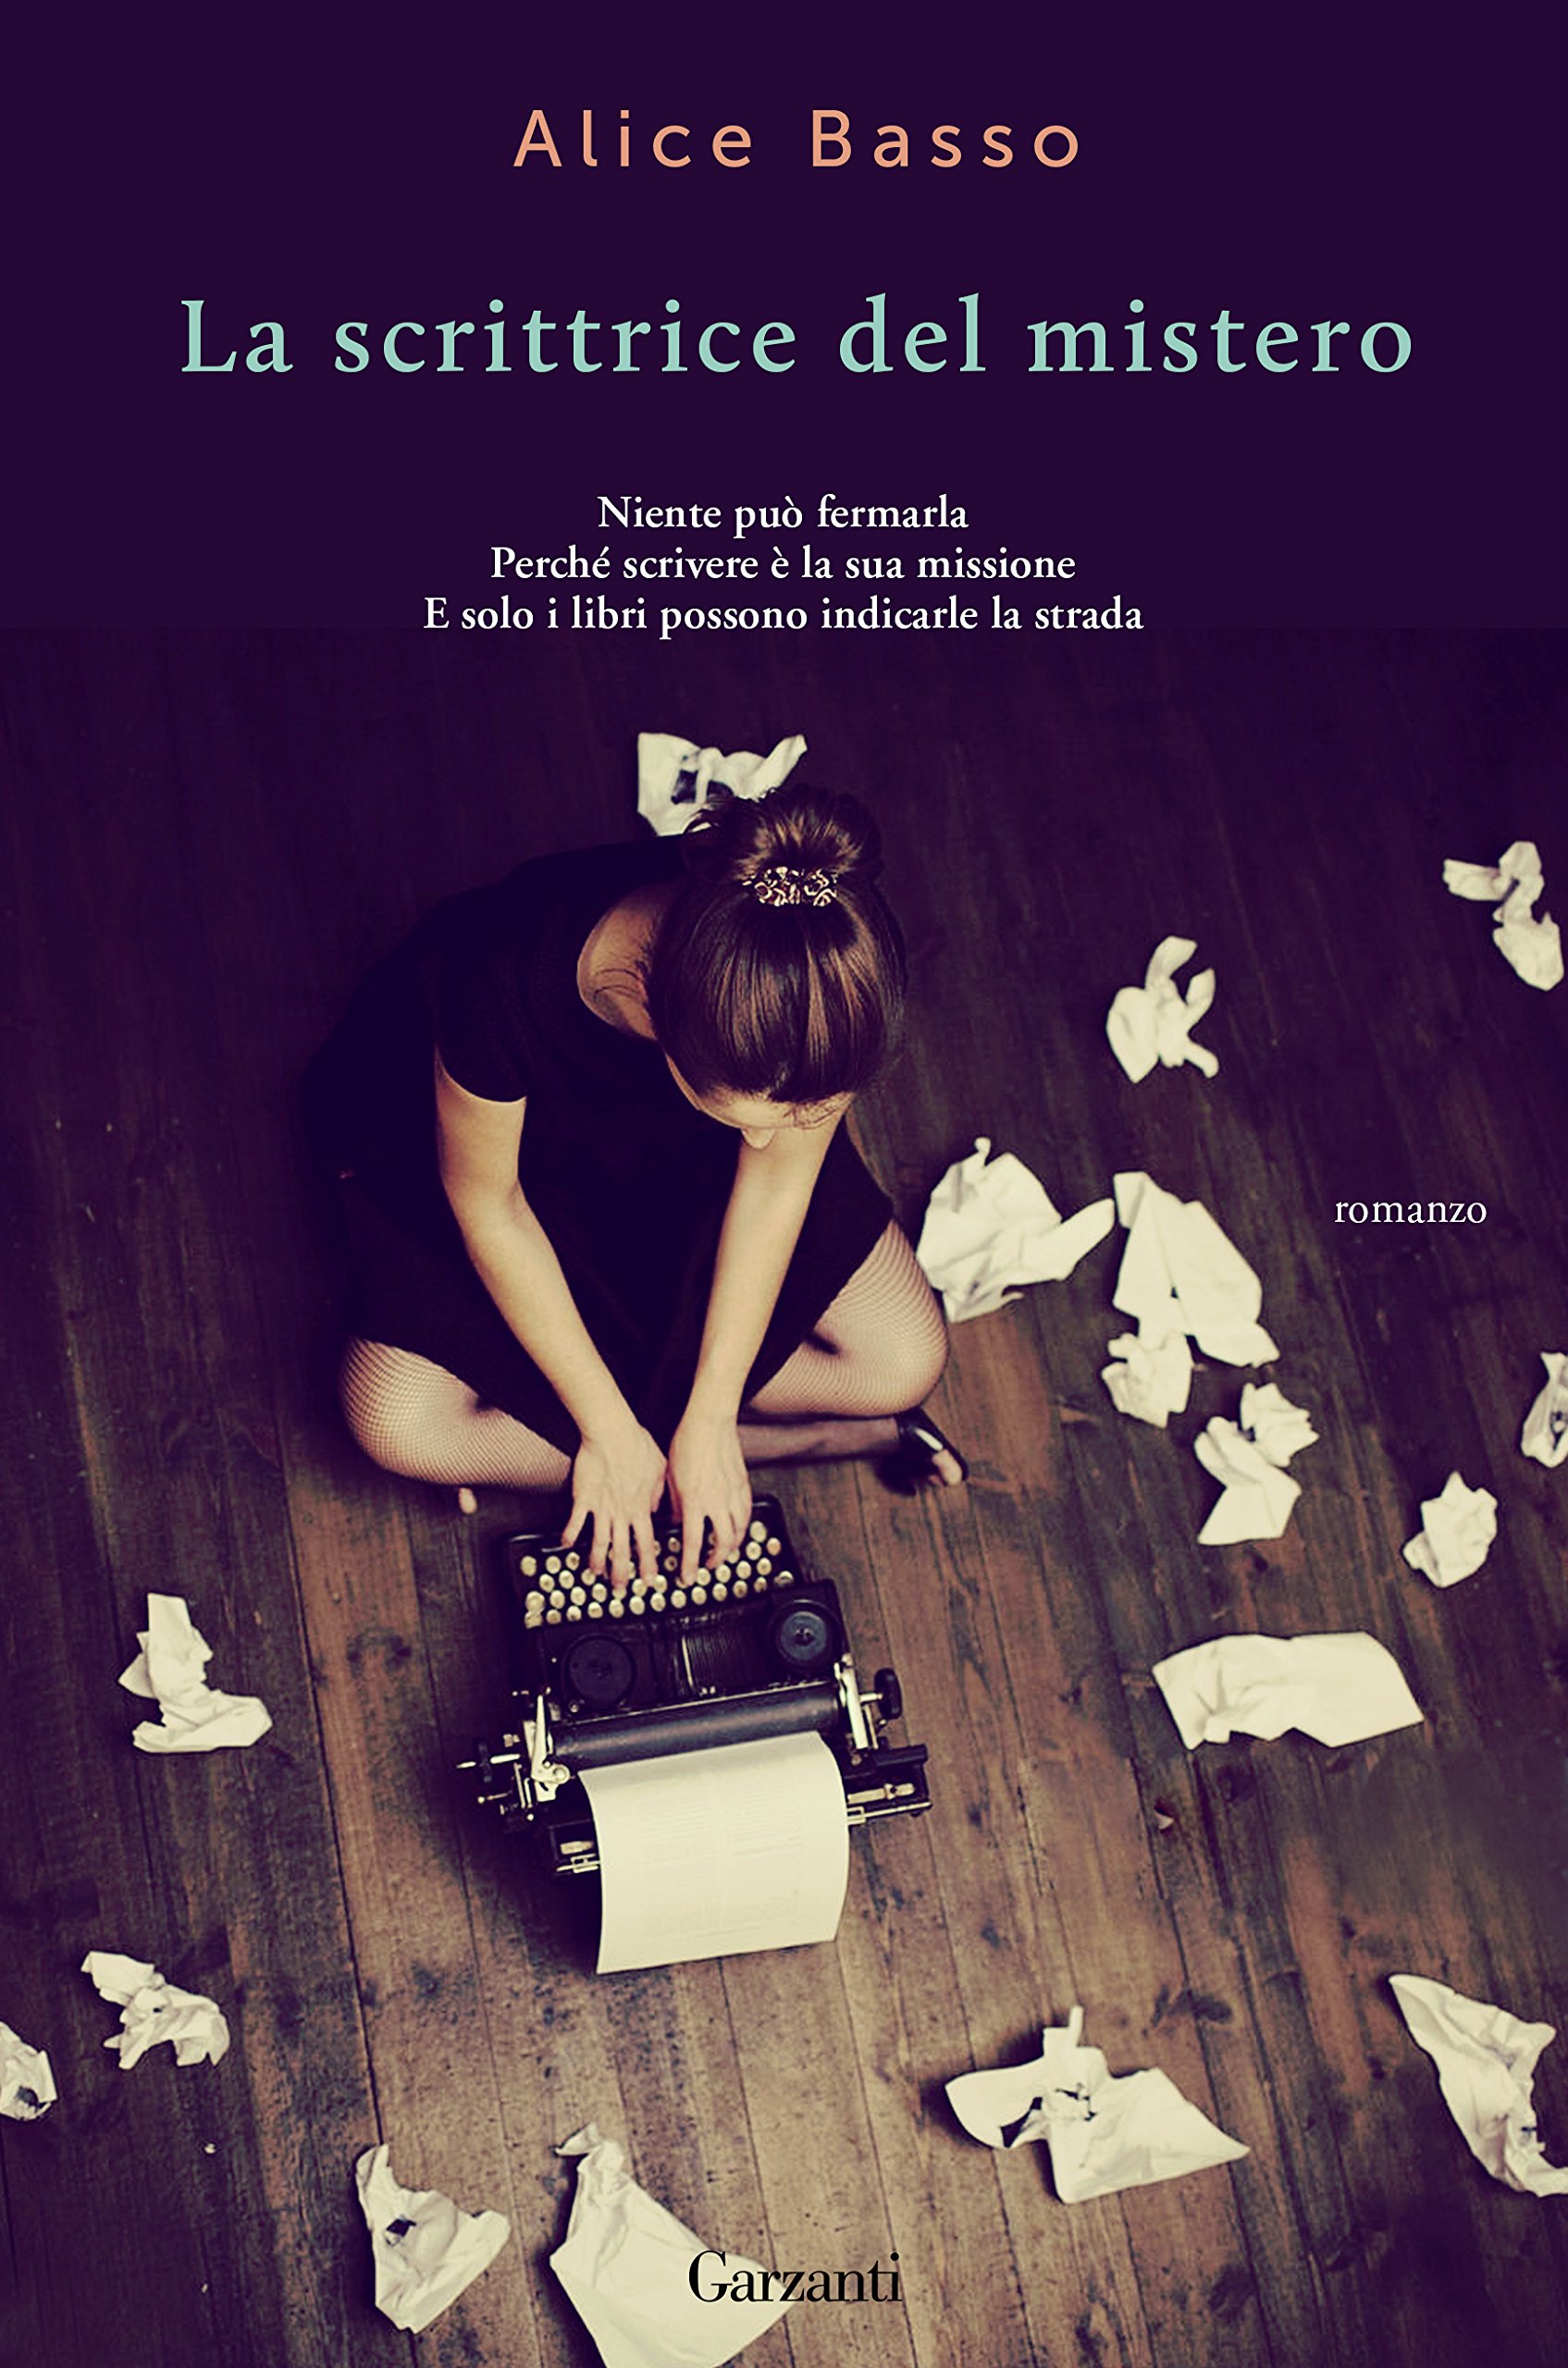 Alice Basso
La scrittrice del mistero
Niente può fermarla
Perché scrivere è la sua missione
E solo i libri possono indicarle la strada
romanzo
Garzanti